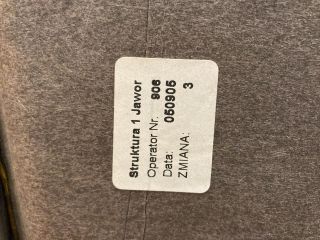 Struktura 1 Jawor
Operator Nr. 906
Data: 050905
ZMIANA: 3